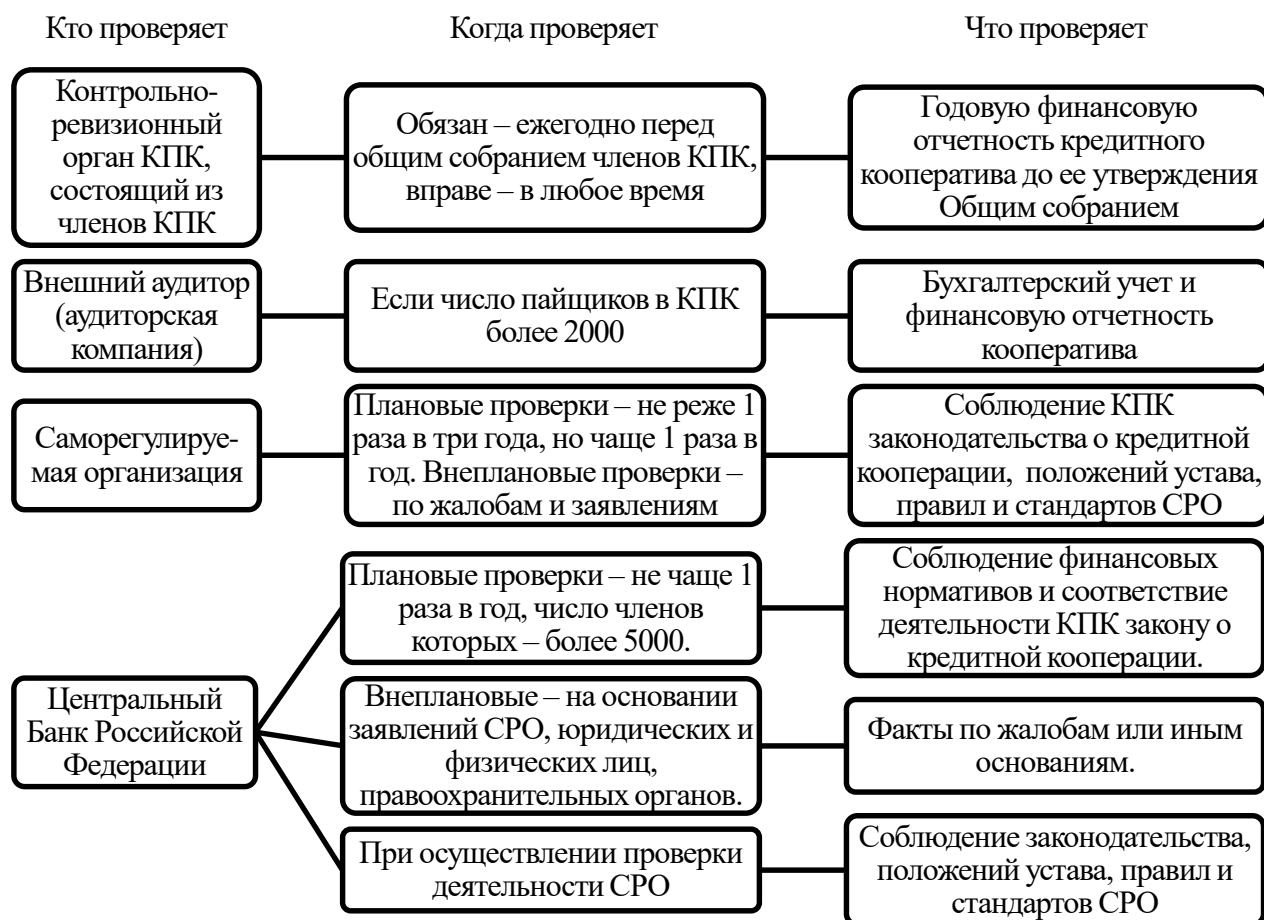 Кто проверяет
Когда проверяет
Что проверяет
Контрольно-
ревизионный
орган КПК,
состоящий из
членов КПК
Обязан – ежегодно перед
общим собранием членов КПК,
вправе – в любое время
Годовую финансовую
отчетность кредитного
кооператива до ее утверждения
Общим собранием
Внешний аудитор
(аудиторская
компания)
Если число пайщиков в КПК
более 2000
Бухгалтерский учет и
финансовую отчетность
кооператива
Саморегулируе-
мая организация
Плановые проверки – не реже 1
раза в три года, но чаще 1 раза в
год. Внеплановые проверки –
по жалобам и заявлениям
Соблюдение КПК
законодательства о кредитной
кооперации, положений устава,
правил и стандартов СРО
Центральный
Банк Российской
Федерации
Плановые проверки – не чаще 1
раза в год, число членов
которых – более 5000.
Соблюдение финансовых
нормативов и соответствие
деятельности КПК закону о
кредитной кооперации.
Внеплановые – на основании
заявлений СРО, юридических и
физических лиц,
правоохранительных органов.
Факты по жалобам или иным
основаниям.
При осуществлении проверки
деятельности СРО
Соблюдение законодательства,
положений устава, правил и
стандартов СРО